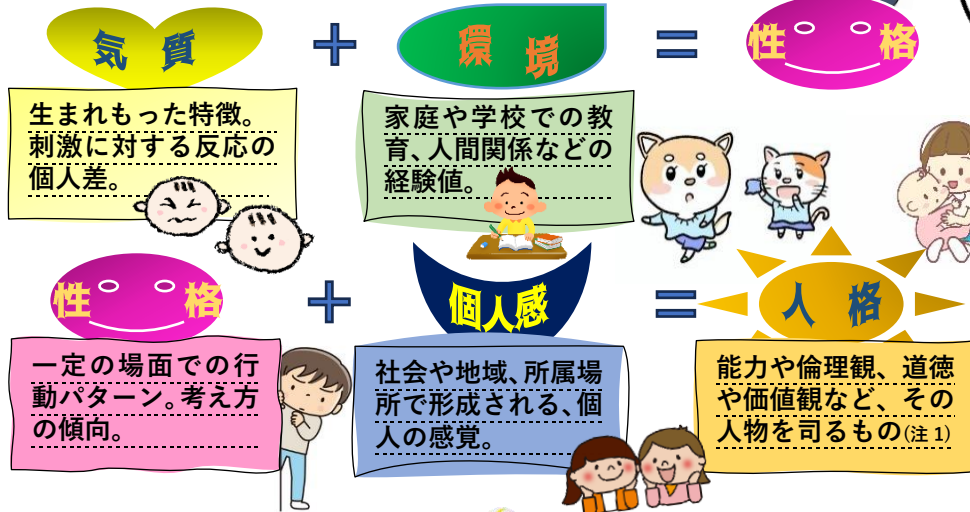 気 質 + 環 境 = 性 格
生まれもった特徴。
刺激に対する反応の
個人差。
家庭や学校での教
育、人間関係などの
経験値。
性 格 + 個人感 = 人 格
一定の場面での行
動パターン。考え方
の傾向。
社会や地域、所属場
所で形成される、個
人の感覚。
能力や倫理観、道徳
や価値観など、その
人物を司るもの(注 1)